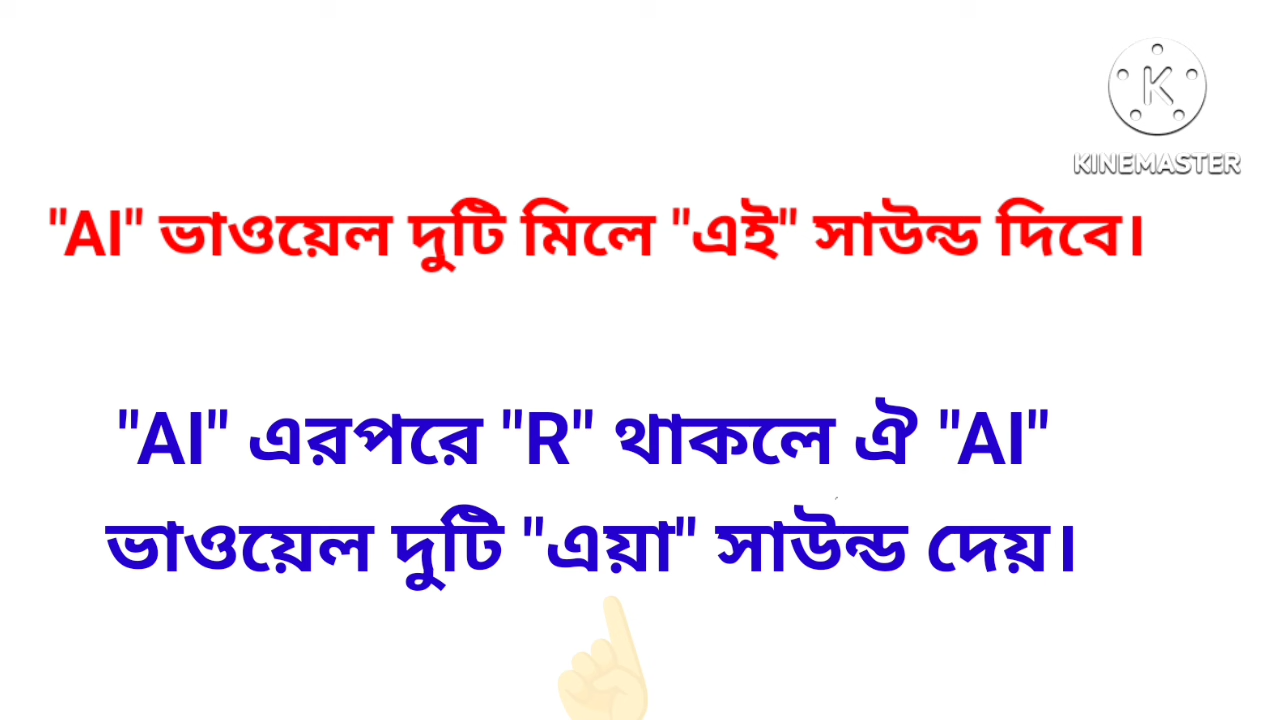 KINEMASTER
"AI" ভাওয়েল দুটি মিলে "এই" সাউন্ড দিবে।
"AI" এরপরে "R" থাকলে ঐ "AI"
ভাওয়েল দুটি "এয়া" সাউন্ড দেয়।